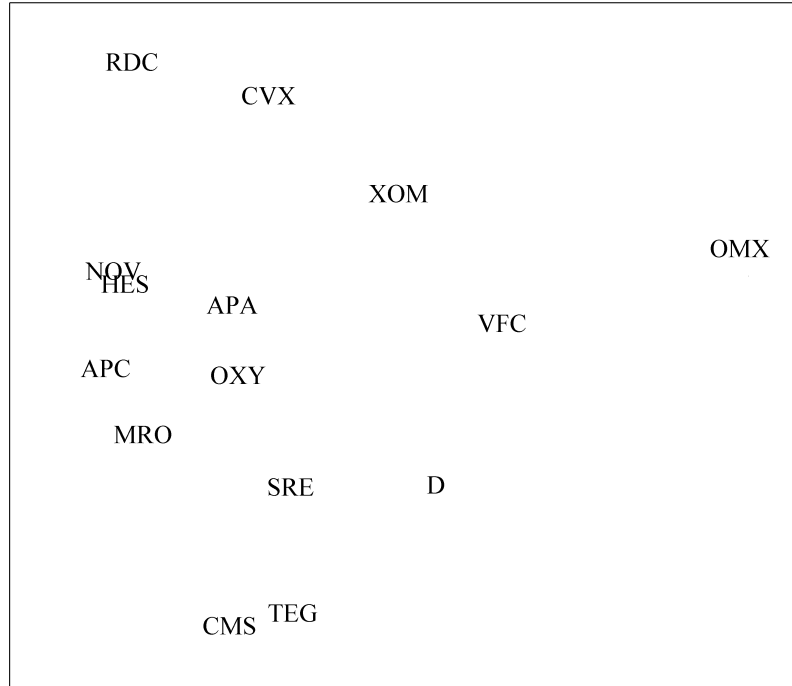 RDC
CVX
XOM
OMX
NOV
HES
APA
VFC
APC
OXY
MRO
SRE
D
TEG
CMS